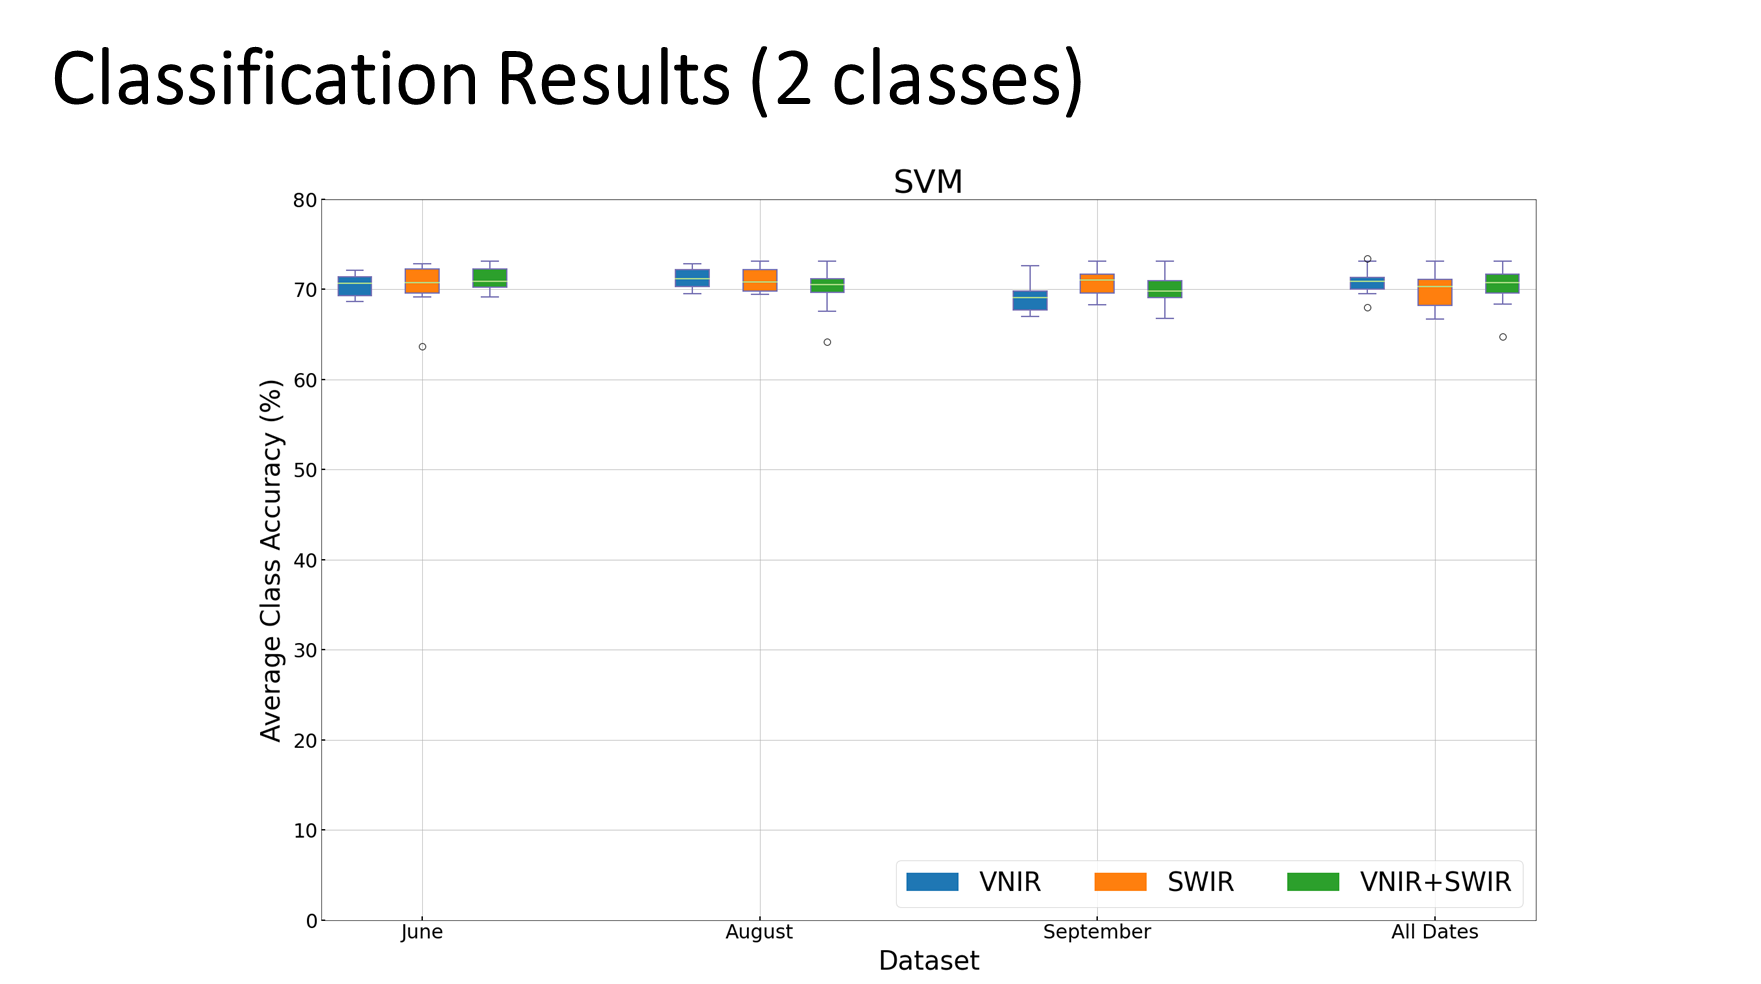 Classification Results (2 classes)
SVM
80
70
60
50
40
30
20
10
0
Average Class Accuracy (%)
VNIR SWIR VNIR+SWIR
June August September All Dates
Dataset